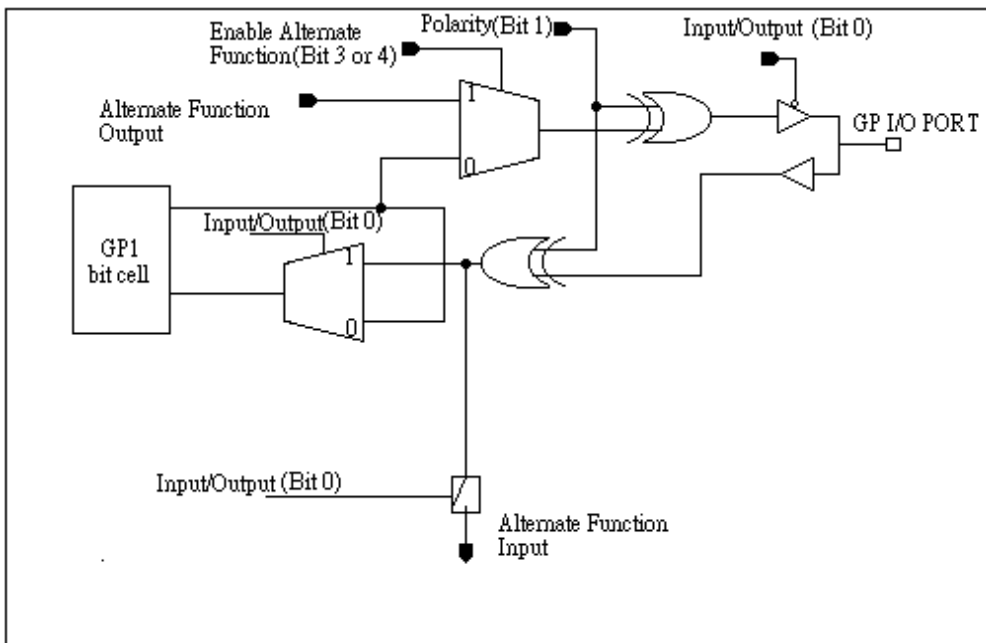 Polarity(Bit 1)
Input/Output (Bit 0)
Enable Alternate
Function(Bit 3 or 4)
Alternate Function
Output
1
0
GP I/O PORT
GP1
bit cell
Input/Output(Bit 0)
1
0
Input/Output (Bit 0)
Alternate Function
Input